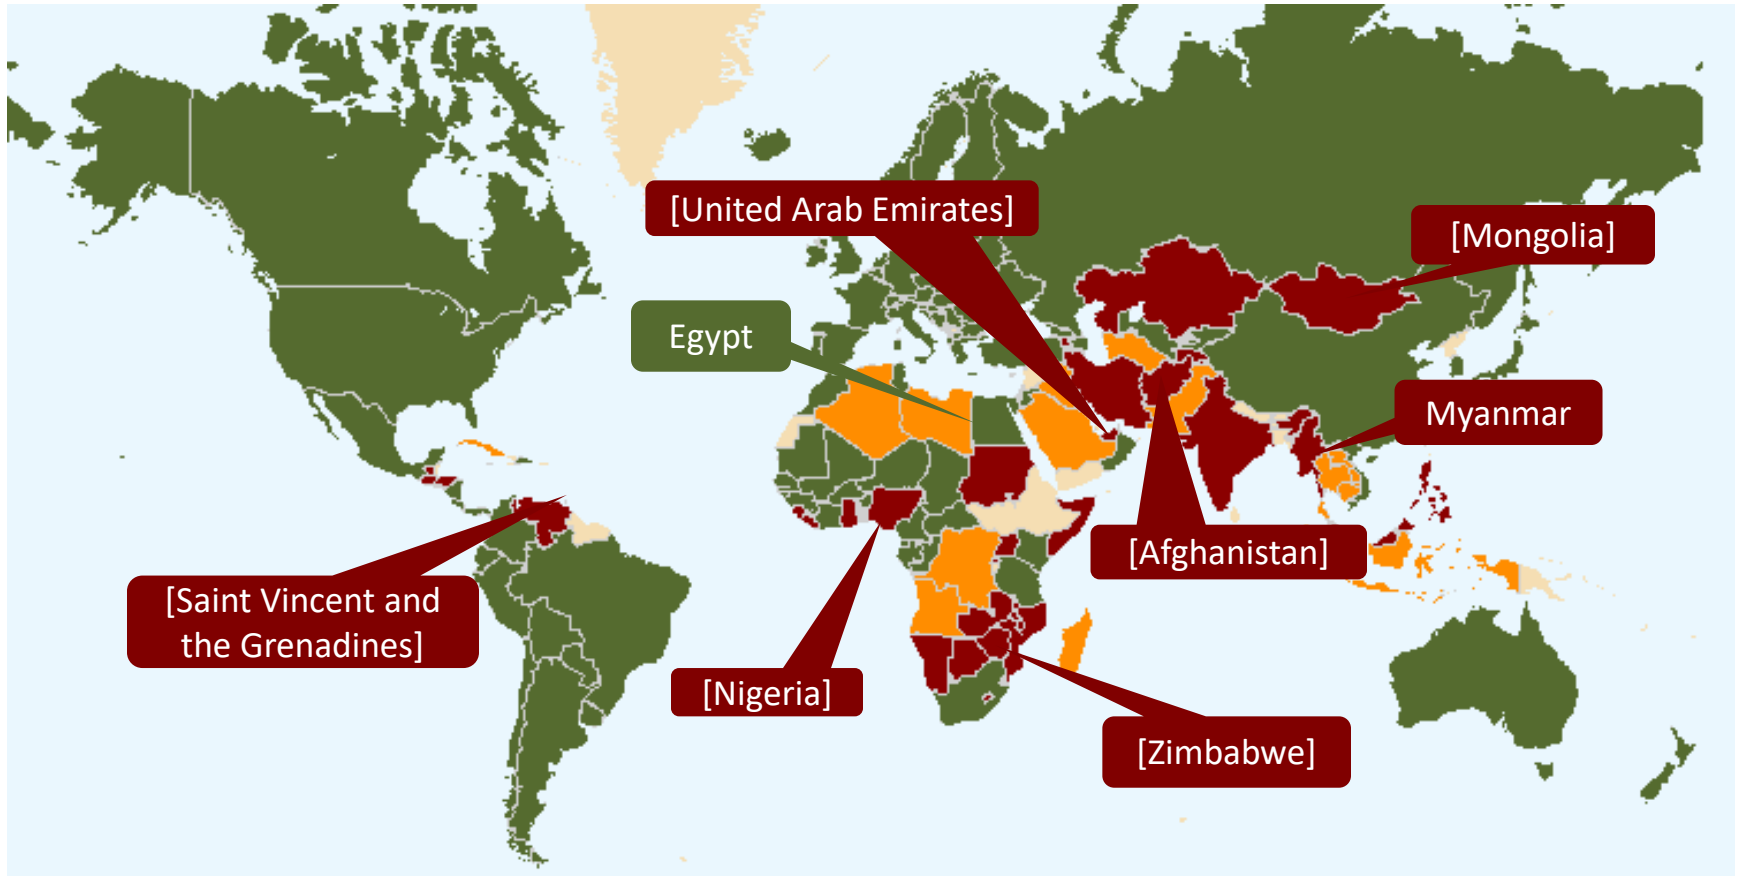 [United Arab Emirates]
[Mongolia]
Egypt
Myanmar
[Afghanistan]
[Saint Vincent and
the Grenadines]
[Nigeria]
[Zimbabwe]